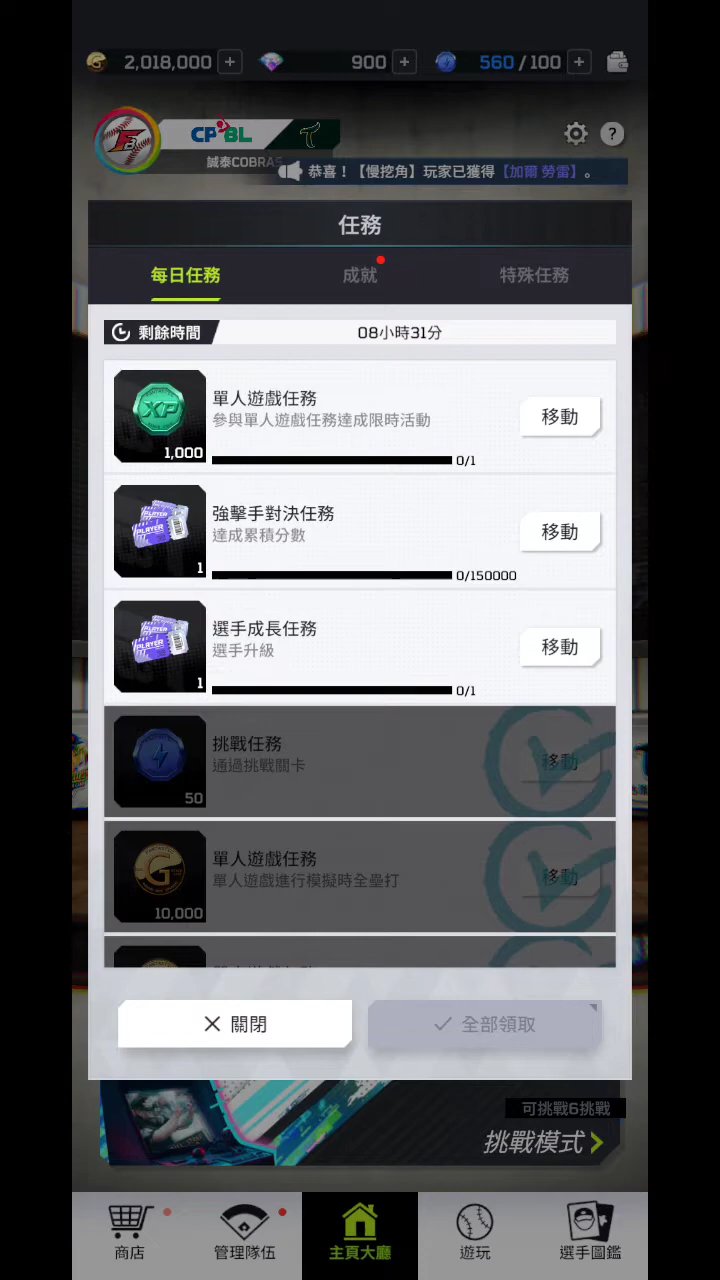 2,018,000
900
560/100
CPBL
誠泰COBRAS
恭喜！【慢挖角】玩家已獲得【加爾 勞雷】。
任務
每日任務 成就 特殊任務
剩餘時間 08小時31分
XP
1,000
單人遊戲任務
參與單人遊戲任務達成限時活動
0/1
移動
PLAYER
1
強擊手對決任務
達成累積分數
0/150000
移動
PLAYER
1
選手成長任務
選手升級
0/1
移動
50
挑戰任務
通過挑戰關卡
移動
G
10,000
單人遊戲任務
單人遊戲進行模擬時全壘打
移動
關閉
全部領取
可挑戰6挑戰
挑戰模式
商店 管理隊伍 主頁大廳 遊玩 選手圖鑑